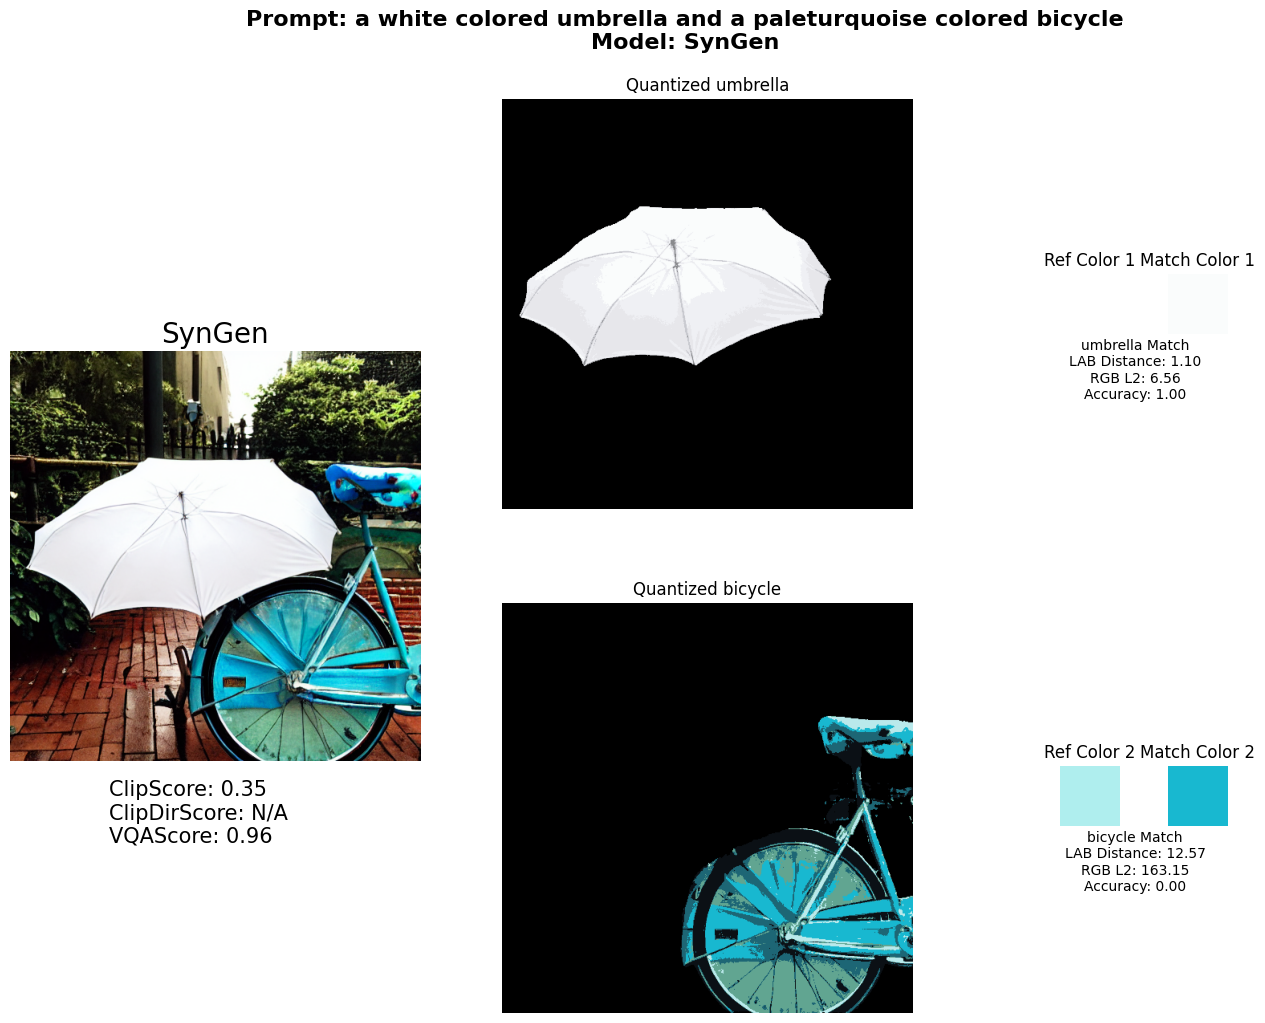 Prompt: a white colored umbrella and a paleturquoise colored bicycle
Model: SynGen
Quantized umbrella
Ref Color 1 Match Color 1
umbrella Match
LAB Distance: 1.10
RGB L2: 6.56
Accuracy: 1.00
SynGen
ClipScore: 0.35
ClipDirScore: N/A
VQAScore: 0.96
Quantized bicycle
Ref Color 2 Match Color 2
bicycle Match
LAB Distance: 12.57
RGB L2: 163.15
Accuracy: 0.00